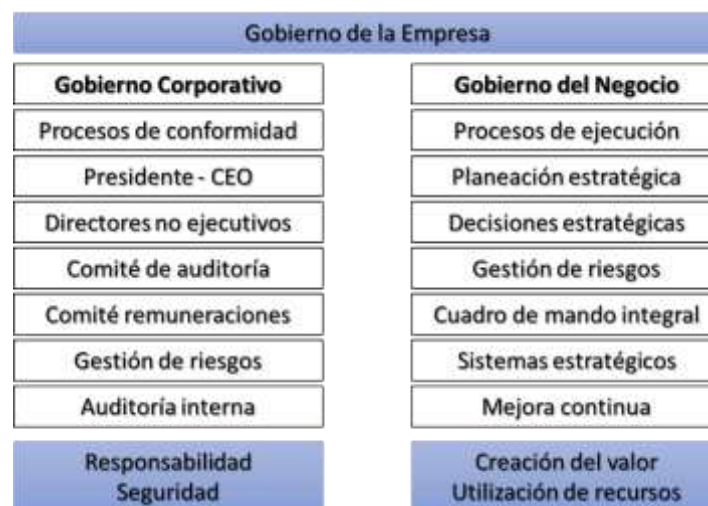 Gobierno de la Empresa
Gobierno Corporativo
Procesos de conformidad
Presidente - CEO
Directores no ejecutivos
Comité de auditoría
Comité remuneraciones
Gestión de riesgos
Auditoría interna
Responsabilidad
Seguridad
Gobierno del Negocio
Procesos de ejecución
Planeación estratégica
Decisiones estratégicas
Gestión de riesgos
Cuadro de mando integral
Sistemas estratégicos
Mejora continua
Creación del valor
Utilización de recursos